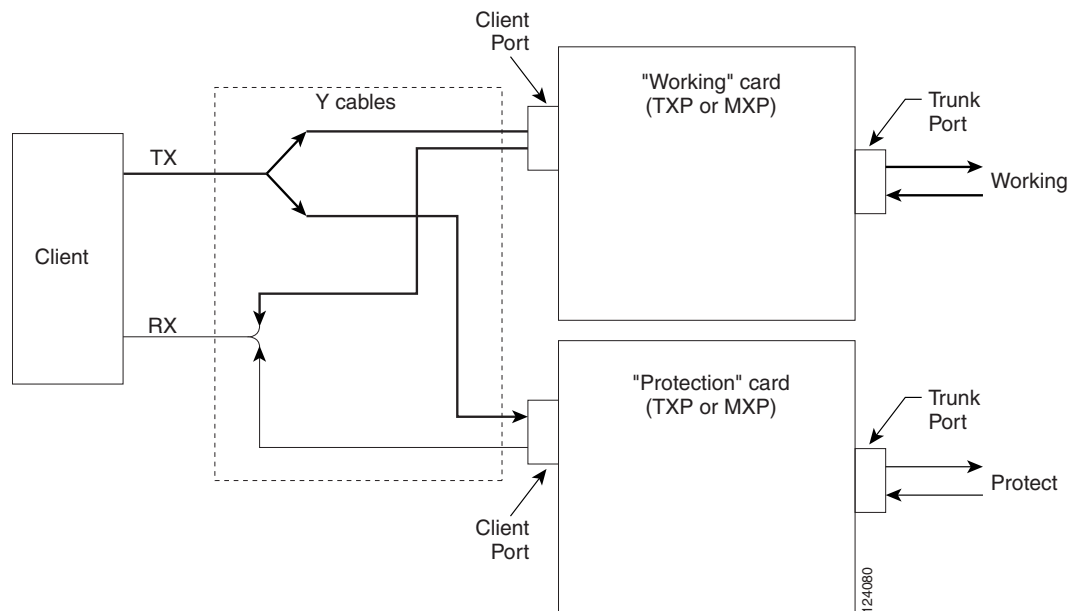 Client
Port
"Working" card
(TXP or MXP)
Trunk
Port
Y cables
TX
Working
Client
RX
"Protection" card
(TXP or MXP)
Trunk
Port
Protect
Client
Port
124080